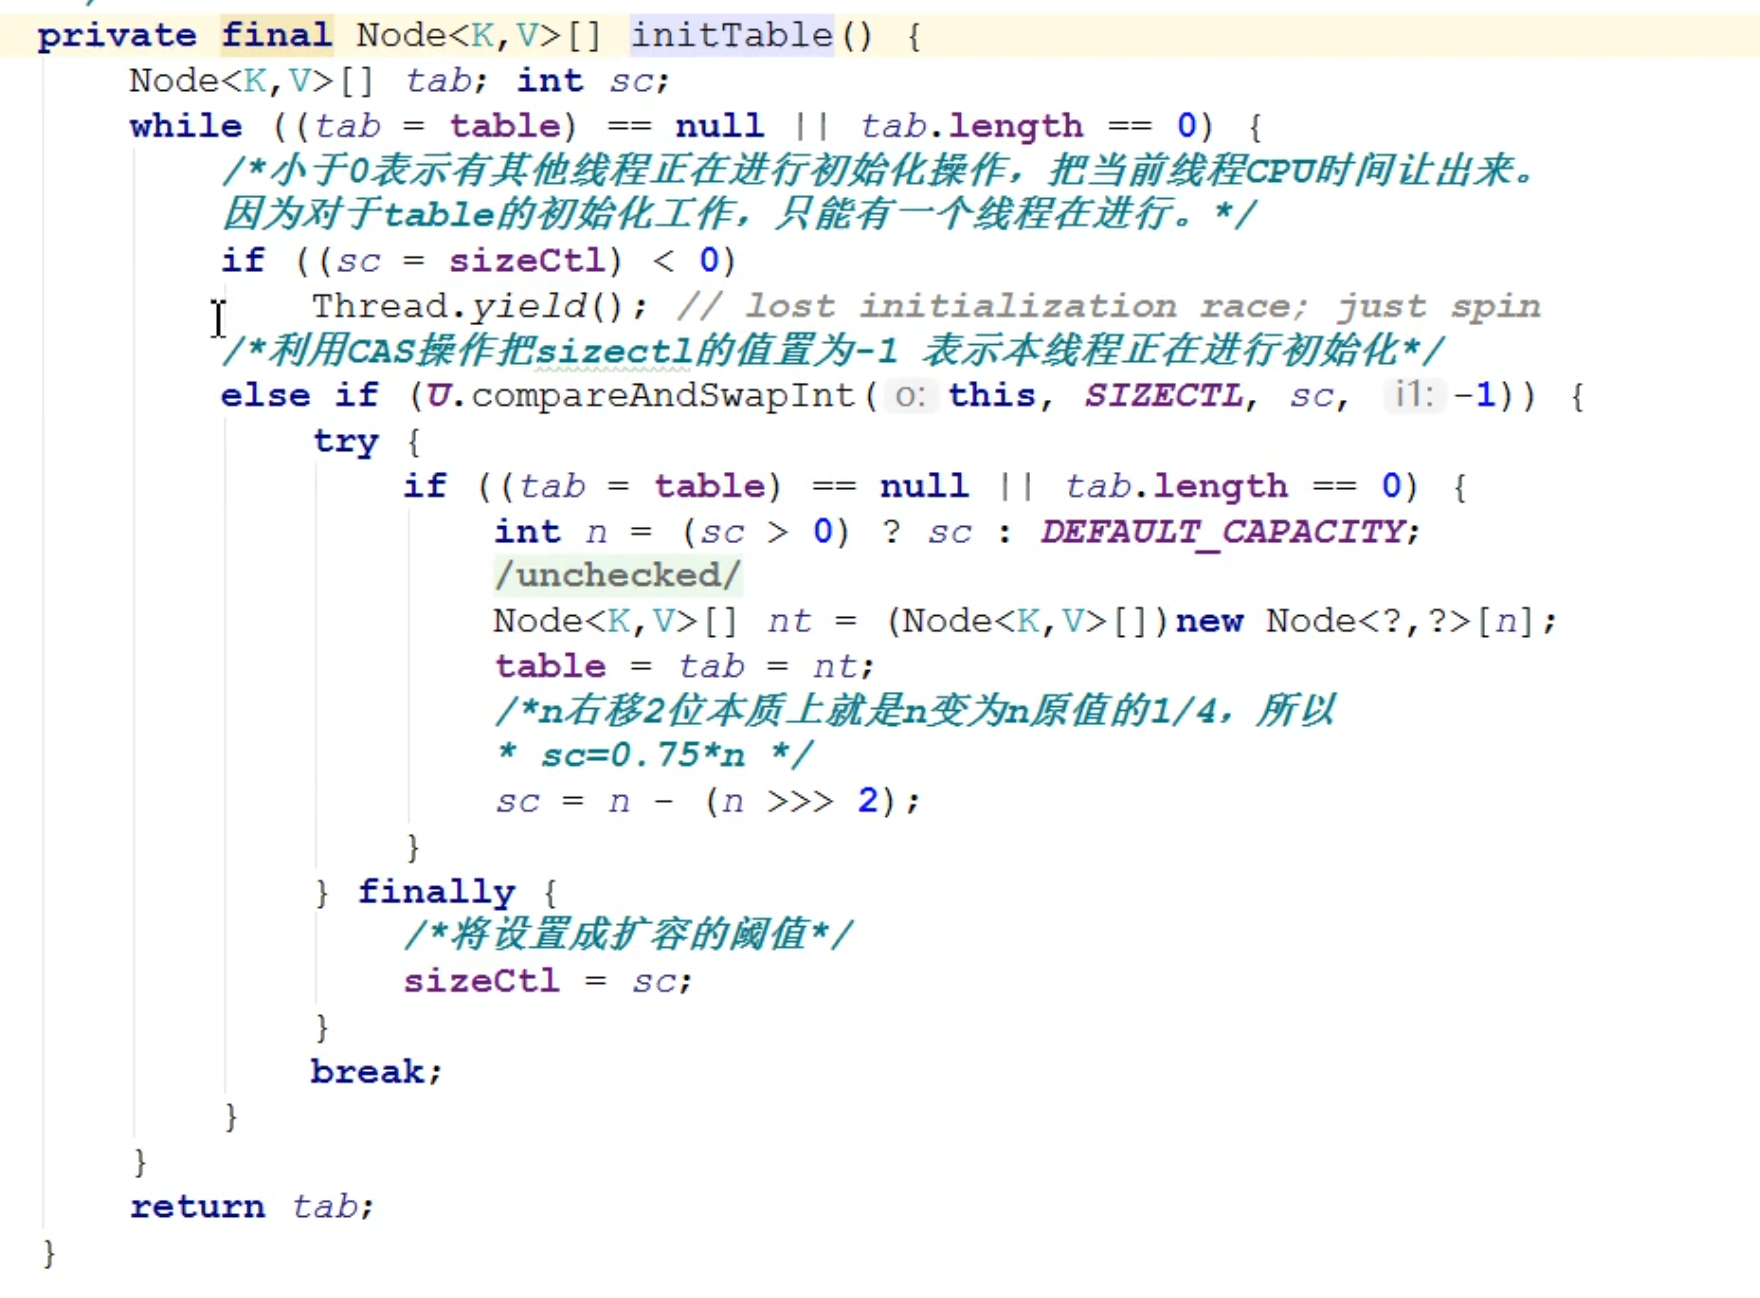 private final Node<K,V>[] initTable() {
Node<K,V>[] tab; int sc;
while ((tab = table) == null || tab.length == 0) {
/*小于0表示有其他线程正在进行初始化操作，把当前线程CPU时间让出来。
因为对于table的初始化工作，只能有一个线程在进行。*/
if ((sc = sizeCtl) < 0)
Thread.yield(); // lost initialization race; just spin
/*利用CAS操作把sizectl的值置为-1 表示本线程正在进行初始化*/
else if (U.compareAndSwapInt( o: this, SIZECTL, sc, i1: -1)) {
try {
if ((tab = table) == null || tab.length == 0) {
int n = (sc > 0) ? sc : DEFAULT_CAPACITY;
/unchecked/
Node<K,V>[] nt = (Node<K,V>[])new Node<?,?>[n];
table = tab = nt;
/*n右移2位本质上就是n变为n原值的1/4，所以
* sc=0.75*n */
sc = n - (n >>> 2);
}
} finally {
/*将设置成扩容的阈值*/
sizeCtl = sc;
}
break;
}
}
return tab;
}